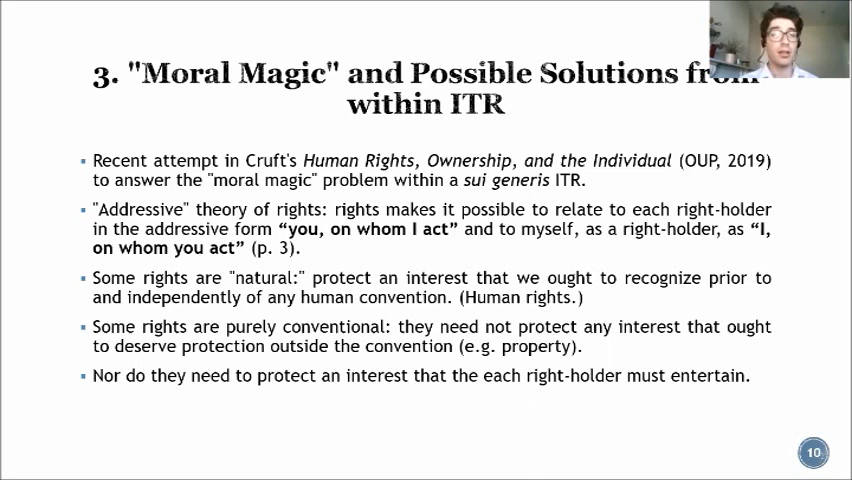 3. "Moral Magic" and Possible Solutions from
within ITR
▪ Recent attempt in Cruft's Human Rights, Ownership, and the Individual (OUP, 2019)
to answer the "moral magic" problem within a sui generis ITR.
▪ "Addressive" theory of rights: rights makes it possible to relate to each right-holder
in the addressive form “you, on whom I act” and to myself, as a right-holder, as “I,
on whom you act” (p. 3).
▪ Some rights are "natural:" protect an interest that we ought to recognize prior to
and independently of any human convention. (Human rights.)
▪ Some rights are purely conventional: they need not protect any interest that ought
to deserve protection outside the convention (e.g. property).
▪ Nor do they need to protect an interest that the each right-holder must entertain.
10